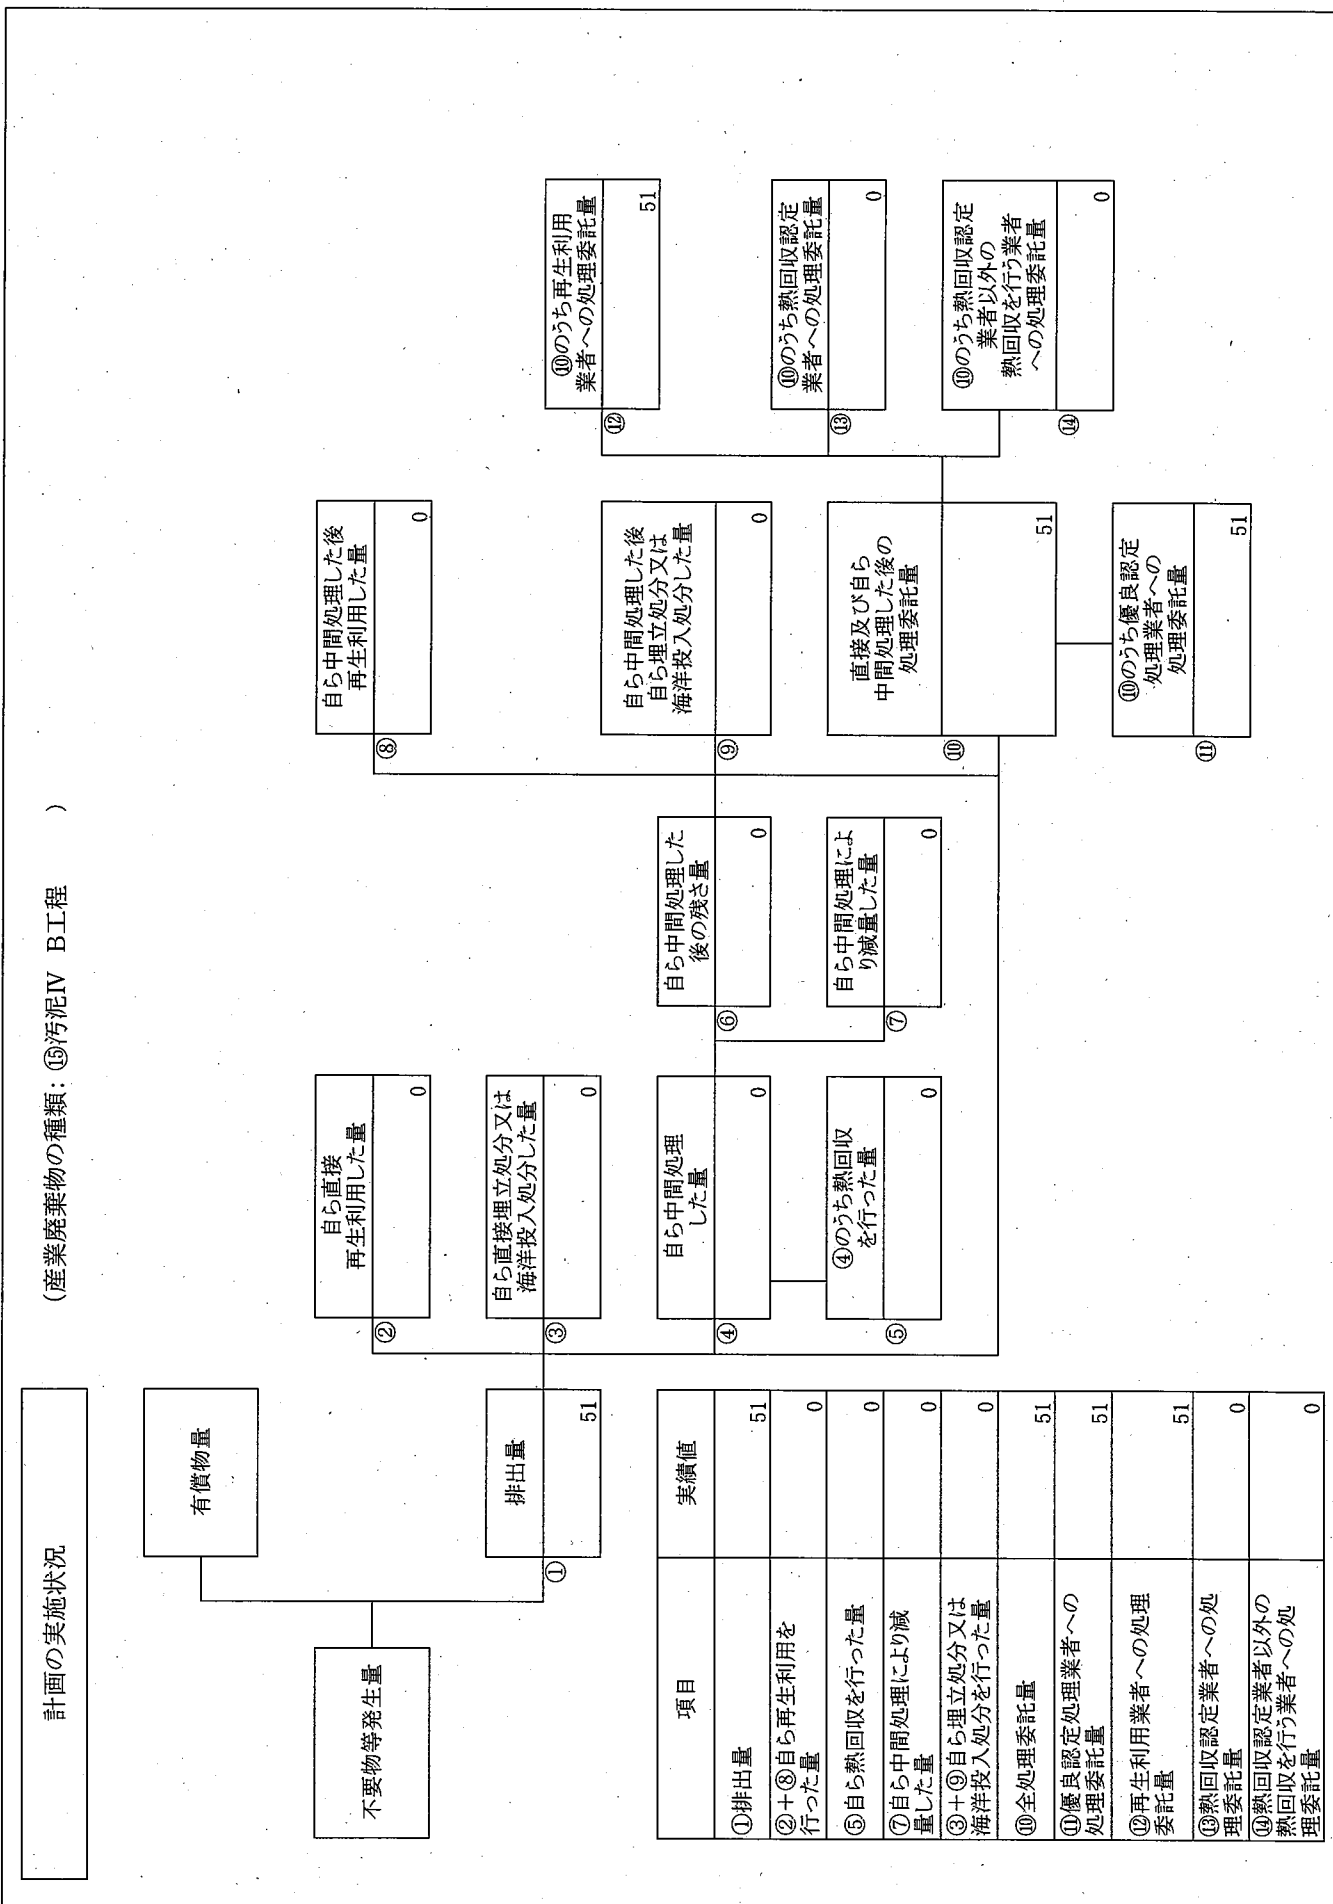 計画の実施状況
(産業廃棄物の種類：⑮汚泥Ⅳ B工程 )
不要物等発生量
有償物量
排出量
①
51
自ら直接
再生利用した量
②
0
自ら直接埋立処分又は
海洋投入処分した量
③
0
自ら中間処理
した量
④
0
④のうち熱回収
を行った量
⑤
0
自ら中間処理した
後の残さ量
⑥
0
自ら中間処理によ
り減量した量
⑦
0
自ら中間処理した後
再生利用した量
⑧
0
自ら中間処理した後
自ら埋立処分又は
海洋投入処分した量
⑨
0
直接及び自ら
中間処理した後の
処理委託量
⑩
51
⑩のうち優良認定
処理業者への
処理委託量
⑪
51
⑩のうち再生利用
業者への処理委託量
⑫
51
⑩のうち熱回収認定
業者への処理委託量
⑬
0
⑩のうち熱回収認定
業者以外の
熱回収を行う業者
への処理委託量
⑭
0
項目 実績値
①排出量 51
②＋⑧自ら再生利用を
行った量 0
⑤自ら熱回収を行った量 0
⑦自ら中間処理により減
量した量 0
③＋⑨自ら埋立処分又は
海洋投入処分を行った量 0
⑩全処理委託量 51
⑪優良認定処理業者への
処理委託量 51
⑫再生利用業者への処理
委託量 51
⑬熱回収認定業者への処
理委託量 0
⑭熱回収認定業者以外の
熱回収を行う業者への処
理委託量 0